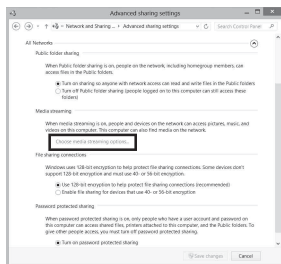 Advanced sharing settings
« Network and Sharing ... › Advanced sharing settings
Search Control Panel
All Networks
Public folder sharing
When Public folder sharing is on, people on the network, including homegroup members, can
access files in the Public folders.
Turn on sharing so anyone with network access can read and write files in the Public folders
Turn off Public folder sharing (people logged on to this computer can still access these
folders)
Media streaming
When media streaming is on, people and devices on the network can access pictures, music, and
videos on this computer. This computer can also find media on the network.
Choose media streaming options...
File sharing connections
Windows uses 128-bit encryption to help protect file sharing connections. Some devices don't
support 128-bit encryption and must use 40- or 56-bit encryption.
Use 128-bit encryption to help protect file sharing connections (recommended)
Enable file sharing for devices that use 40- or 56-bit encryption
Password protected sharing
When password protected sharing is on, only people who have a user account and password on this
computer can access shared files, printers attached to this computer, and the Public folders. To
give other people access, you must turn off password protected sharing.
Turn on password protected sharing
Save changes
Cancel